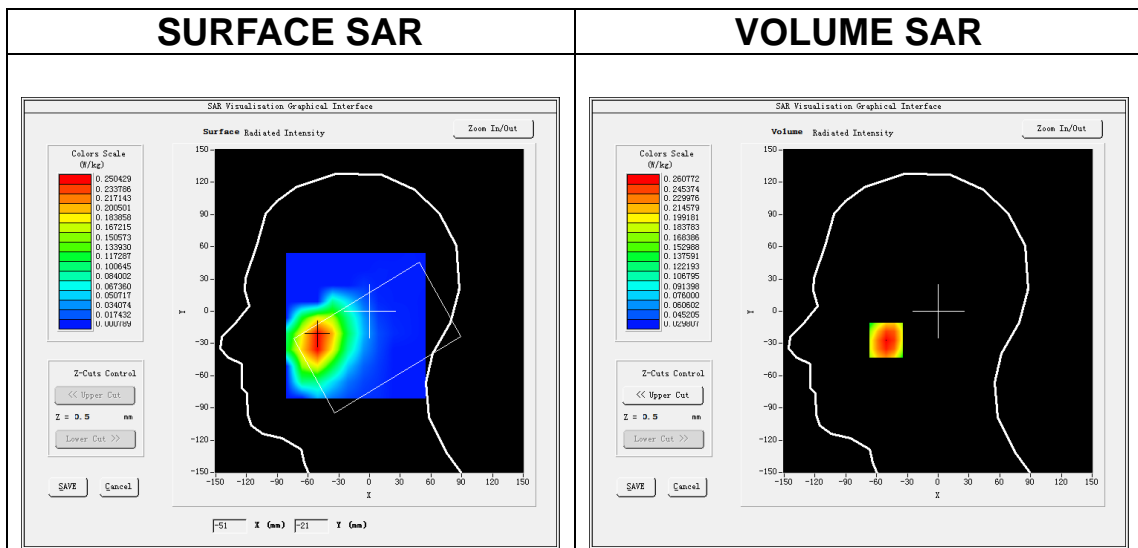 SURFACE SAR
VOLUME SAR
SAR Visualisation Graphical Interface
Surface Radiated Intensity
Zoom In/Out
Colors Scale
(W/kg)
0.250429
0.233786
0.217143
0.200501
0.183858
0.167215
0.150573
0.133930
0.117287
0.100645
0.084002
0.067360
0.050717
0.034074
0.017432
0.000789
150
120
90
60
30
0
-30
-60
-90
-120
-150
Y
-150 -120 -90 -60 -30 0 30 60 90 120 150
X
Z-Cuts Control
<< Upper Cut
Z = 0.5 mm
Lower Cut >>
SAVE Cancel
-51 X (mm) -21 Y (mm)
SAR Visualisation Graphical Interface
Volume Radiated Intensity
Zoom In/Out
Colors Scale
(W/kg)
0.260772
0.245374
0.229976
0.214579
0.199181
0.183783
0.168386
0.152988
0.137591
0.122193
0.106795
0.091398
0.076000
0.060602
0.045205
0.029807
150
120
90
60
30
0
-30
-60
-90
-120
-150
Y
-150 -120 -90 -60 -30 0 30 60 90 120 150
X
Z-Cuts Control
<< Upper Cut
Z = 0.5 mm
Lower Cut >>
SAVE Cancel